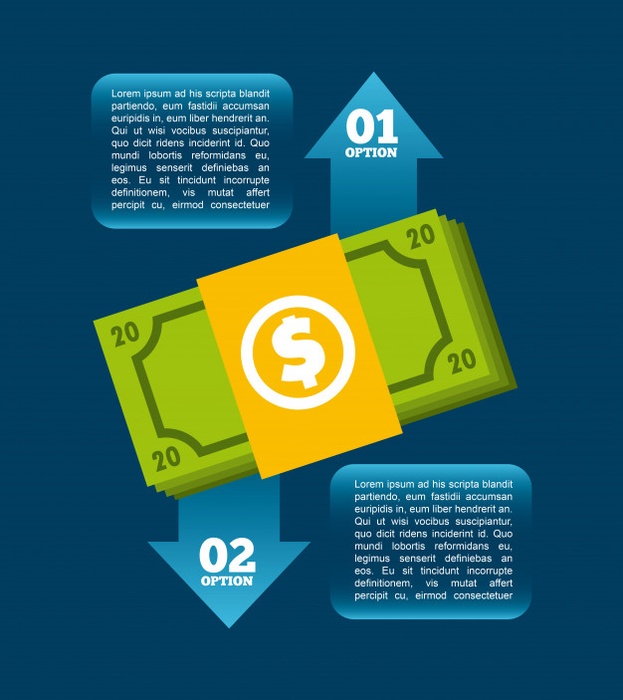 Lorem ipsum ad his scripta blandit
partiendo, eum fastidii accumsan
euripidis in, eum liber hendrerit an.
Qui ut wisi vocibus suscipiantur,
quo dicit ridens inciderint id. Quo
mundi lobortis reformidans eu,
legimus senserit definiebas an
eos. Eu sit tincidunt incorrupte
definitionem, vis mutat affert
percipit cu, eirmod consectetuer
01
OPTION
20
20
20
20
$
02
OPTION
Lorem ipsum ad his scripta blandit
partiendo, eum fastidii accumsan
euripidis in, eum liber hendrerit an.
Qui ut wisi vocibus suscipiantur,
quo dicit ridens inciderint id. Quo
mundi lobortis reformidans eu,
legimus senserit definiebas an
eos. Eu sit tincidunt incorrupte
definitionem, vis mutat affert
percipit cu, eirmod consectetuer